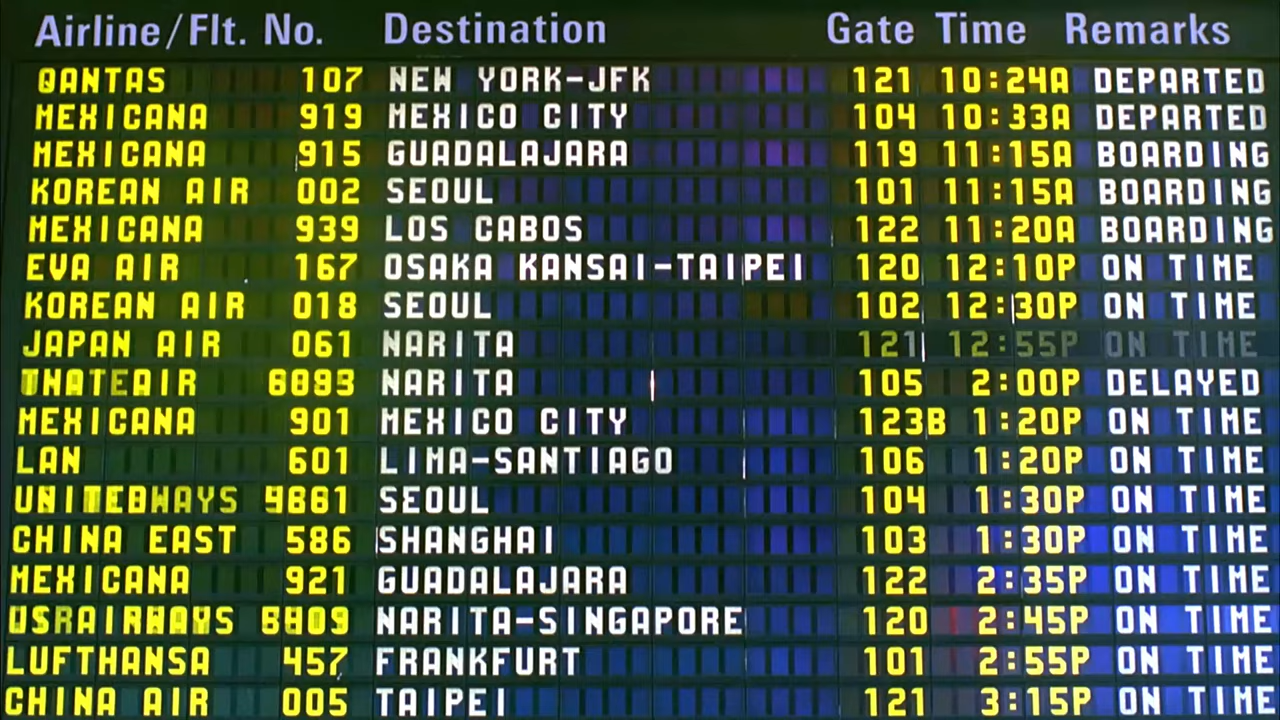 Airline/Flt. No. Destination Gate Time Remarks
QANTAS 107 NEW YORK-JFK 121 10:24A DEPARTED
MEXICANA 919 MEXICO CITY 104 10:33A DEPARTED
MEXICANA 915 GUADALAJARA 119 11:15A BOARDING
KOREAN AIR 002 SEOUL 101 11:15A BOARDING
MEXICANA 939 LOS CABOS 122 11:20A BOARDING
EVA AIR 167 OSAKA KANSAI-TAIPEI 120 12:10P ON TIME
KOREAN AIR 018 SEOUL 102 12:30P ON TIME
JAPAN AIR 061 NARITA 121 12:55P ON TIME
NARITA 105 2:00P DELAYED
MEXICANA 901 MEXICO CITY 123B 1:20P ON TIME
LAN 601 LIMA-SANTIAGO 106 1:20P ON TIME
SEOUL 104 1:30P ON TIME
CHINA EAST 586 SHANGHAI 103 1:30P ON TIME
MEXICANA 921 GUADALAJARA 122 2:35P ON TIME
NARITA-SINGAPORE 120 2:45P ON TIME
LUFTHANSA 457 FRANKFURT 101 2:55P ON TIME
CHINA AIR 005 TAIPEI 121 3:15P ON TIME